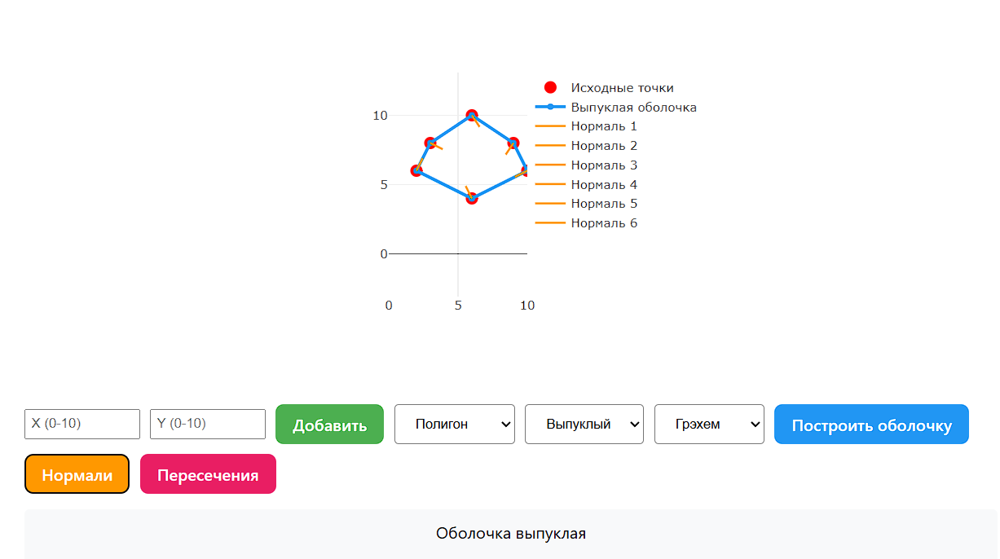 10
5
0
0 5 10
Исходные точки
Выпуклая оболочка
Нормаль 1
Нормаль 2
Нормаль 3
Нормаль 4
Нормаль 5
Нормаль 6
X (0-10) Y (0-10) Добавить Полигон Выпуклый Грэхем Построить оболочку
Нормали Пересечения
Оболочка выпуклая